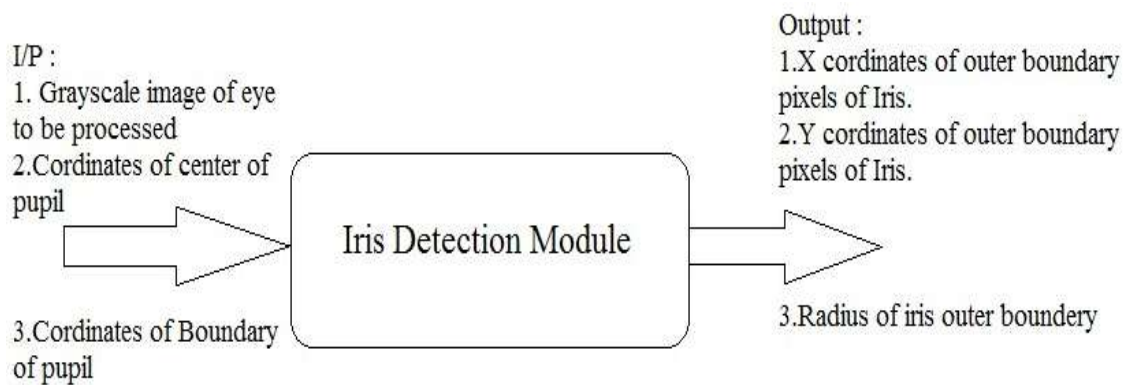 I/P :
1. Grayscale image of eye
to be processed
2.Cordinates of center of
pupil
3.Cordinates of Boundary
of pupil
Iris Detection Module
Output :
1.X cordinates of outer boundary
pixels of Iris.
2.Y cordinates of outer boundary
pixels of Iris.
3.Radius of iris outer boundery